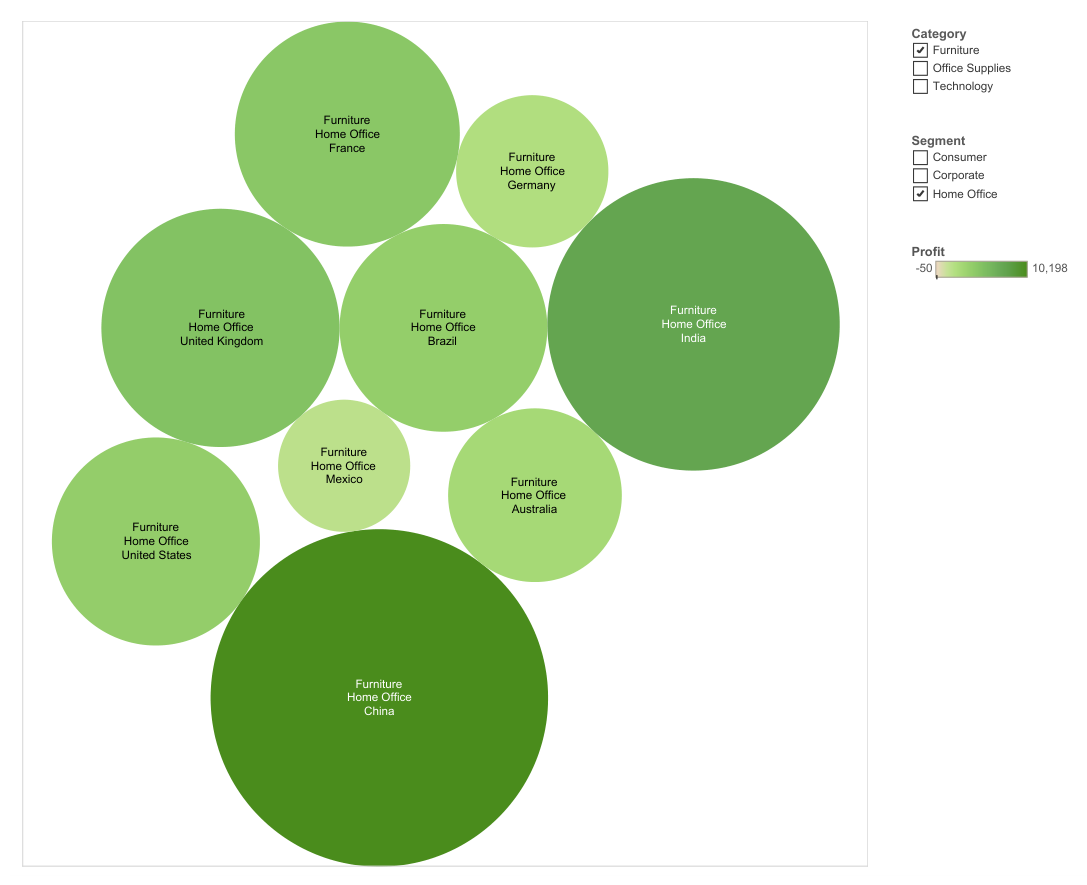 Furniture
Home Office
France
Furniture
Home Office
Germany
Furniture
Home Office
United Kingdom
Furniture
Home Office
Brazil
Furniture
Home Office
India
Furniture
Home Office
Mexico
Furniture
Home Office
Australia
Furniture
Home Office
United States
Furniture
Home Office
China
Category
Furniture
Office Supplies
Technology
Segment
Consumer
Corporate
Home Office
Profit
-50 10,198